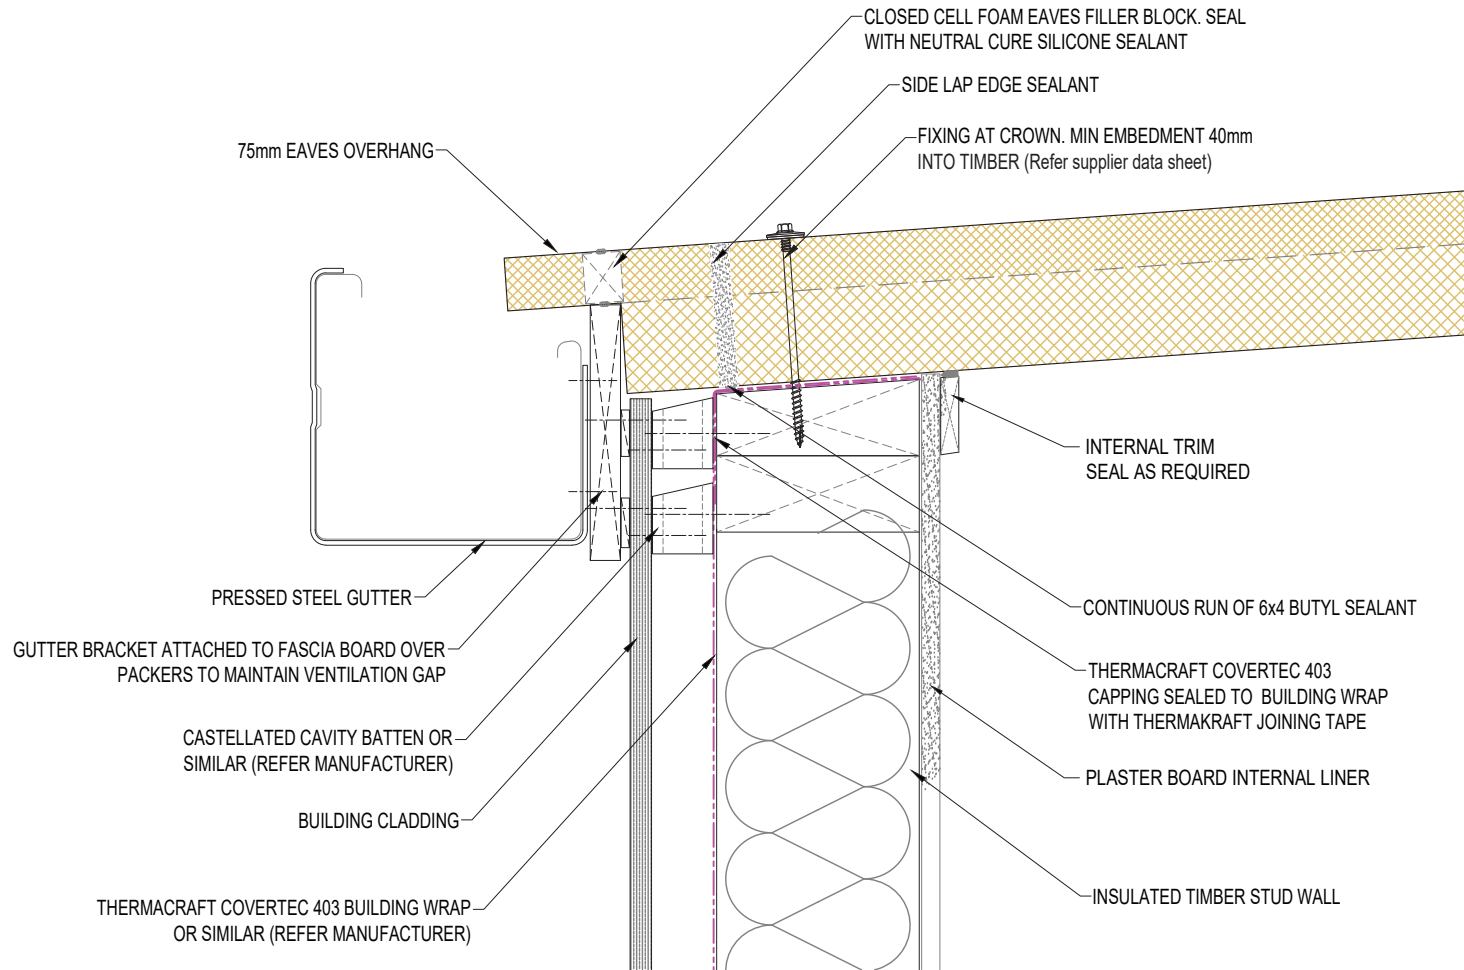 CLOSED CELL FOAM EAVES FILLER BLOCK. SEAL
WITH NEUTRAL CURE SILICONE SEALANT
SIDE LAP EDGE SEALANT
FIXING AT CROWN. MIN EMBEDMENT 40mm
INTO TIMBER (Refer supplier data sheet)
75mm EAVES OVERHANG
INTERNAL TRIM
SEAL AS REQUIRED
PRESSED STEEL GUTTER
CONTINUOUS RUN OF 6x4 BUTYL SEALANT
GUTTER BRACKET ATTACHED TO FASCIA BOARD OVER
PACKERS TO MAINTAIN VENTILATION GAP
THERMACRAFT COVERTEC 403
CAPPING SEALED TO BUILDING WRAP
WITH THERMAKRAFT JOINING TAPE
CASTELLATED CAVITY BATTEN OR
SIMILAR (REFER MANUFACTURER)
PLASTER BOARD INTERNAL LINER
BUILDING CLADDING
INSULATED TIMBER STUD WALL
THERMACRAFT COVERTEC 403 BUILDING WRAP
OR SIMILAR (REFER MANUFACTURER)